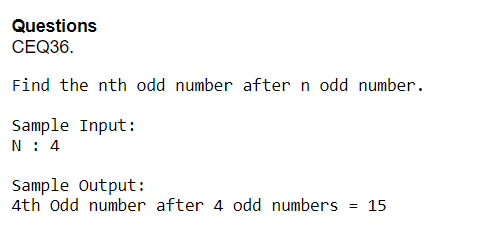 Questions
CEQ36.
Find the nth odd number after n odd number.
Sample Input:
N : 4
Sample Output:
4th Odd number after 4 odd numbers = 15